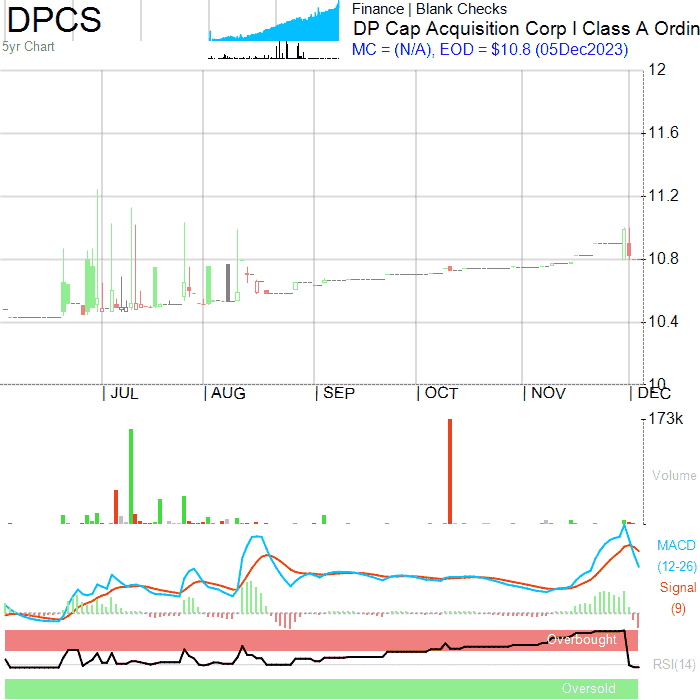 DPCS
5yr Chart
Finance | Blank Checks
DP Cap Acquisition Corp I Class A Ordin
MC = (N/A), EOD = $10.8 (05Dec2023)
12
11.6
11.2
10.8
10.4
10
| JUL | AUG | SEP | OCT | NOV | DEC
173k
Volume
MACD
(12-26)
Signal
(9)
Overbought
RSI(14)
Oversold